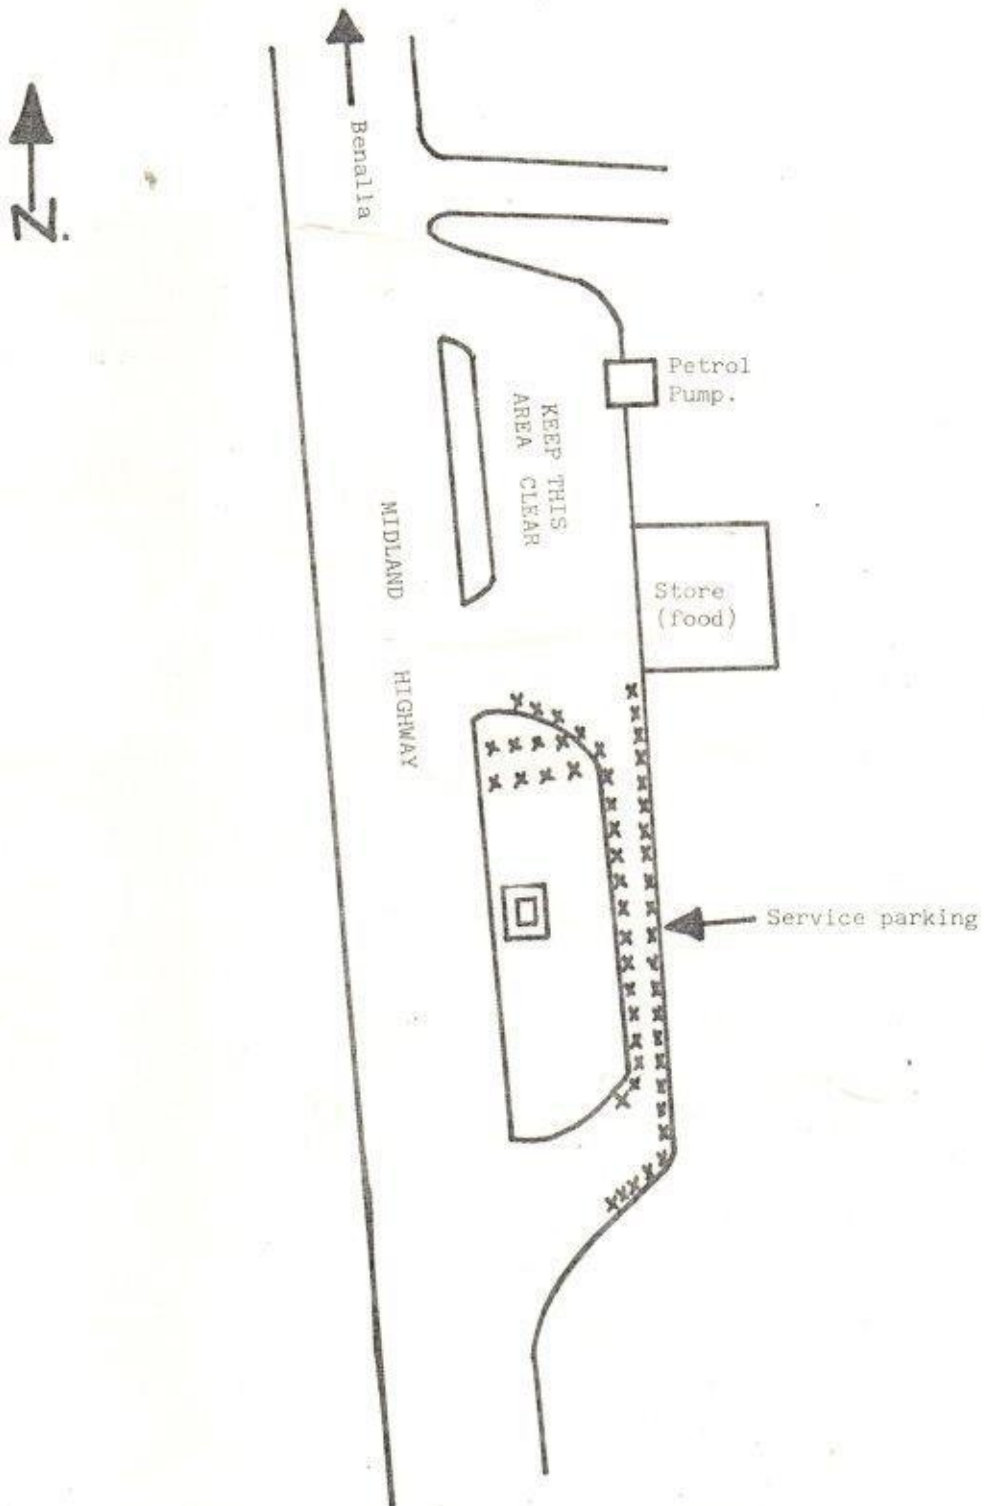 N.
Benalla
Petrol
Pump.
KEEP THIS
AREA CLEAR
MIDLAND HIGHWAY
Store
(food)
Service parking